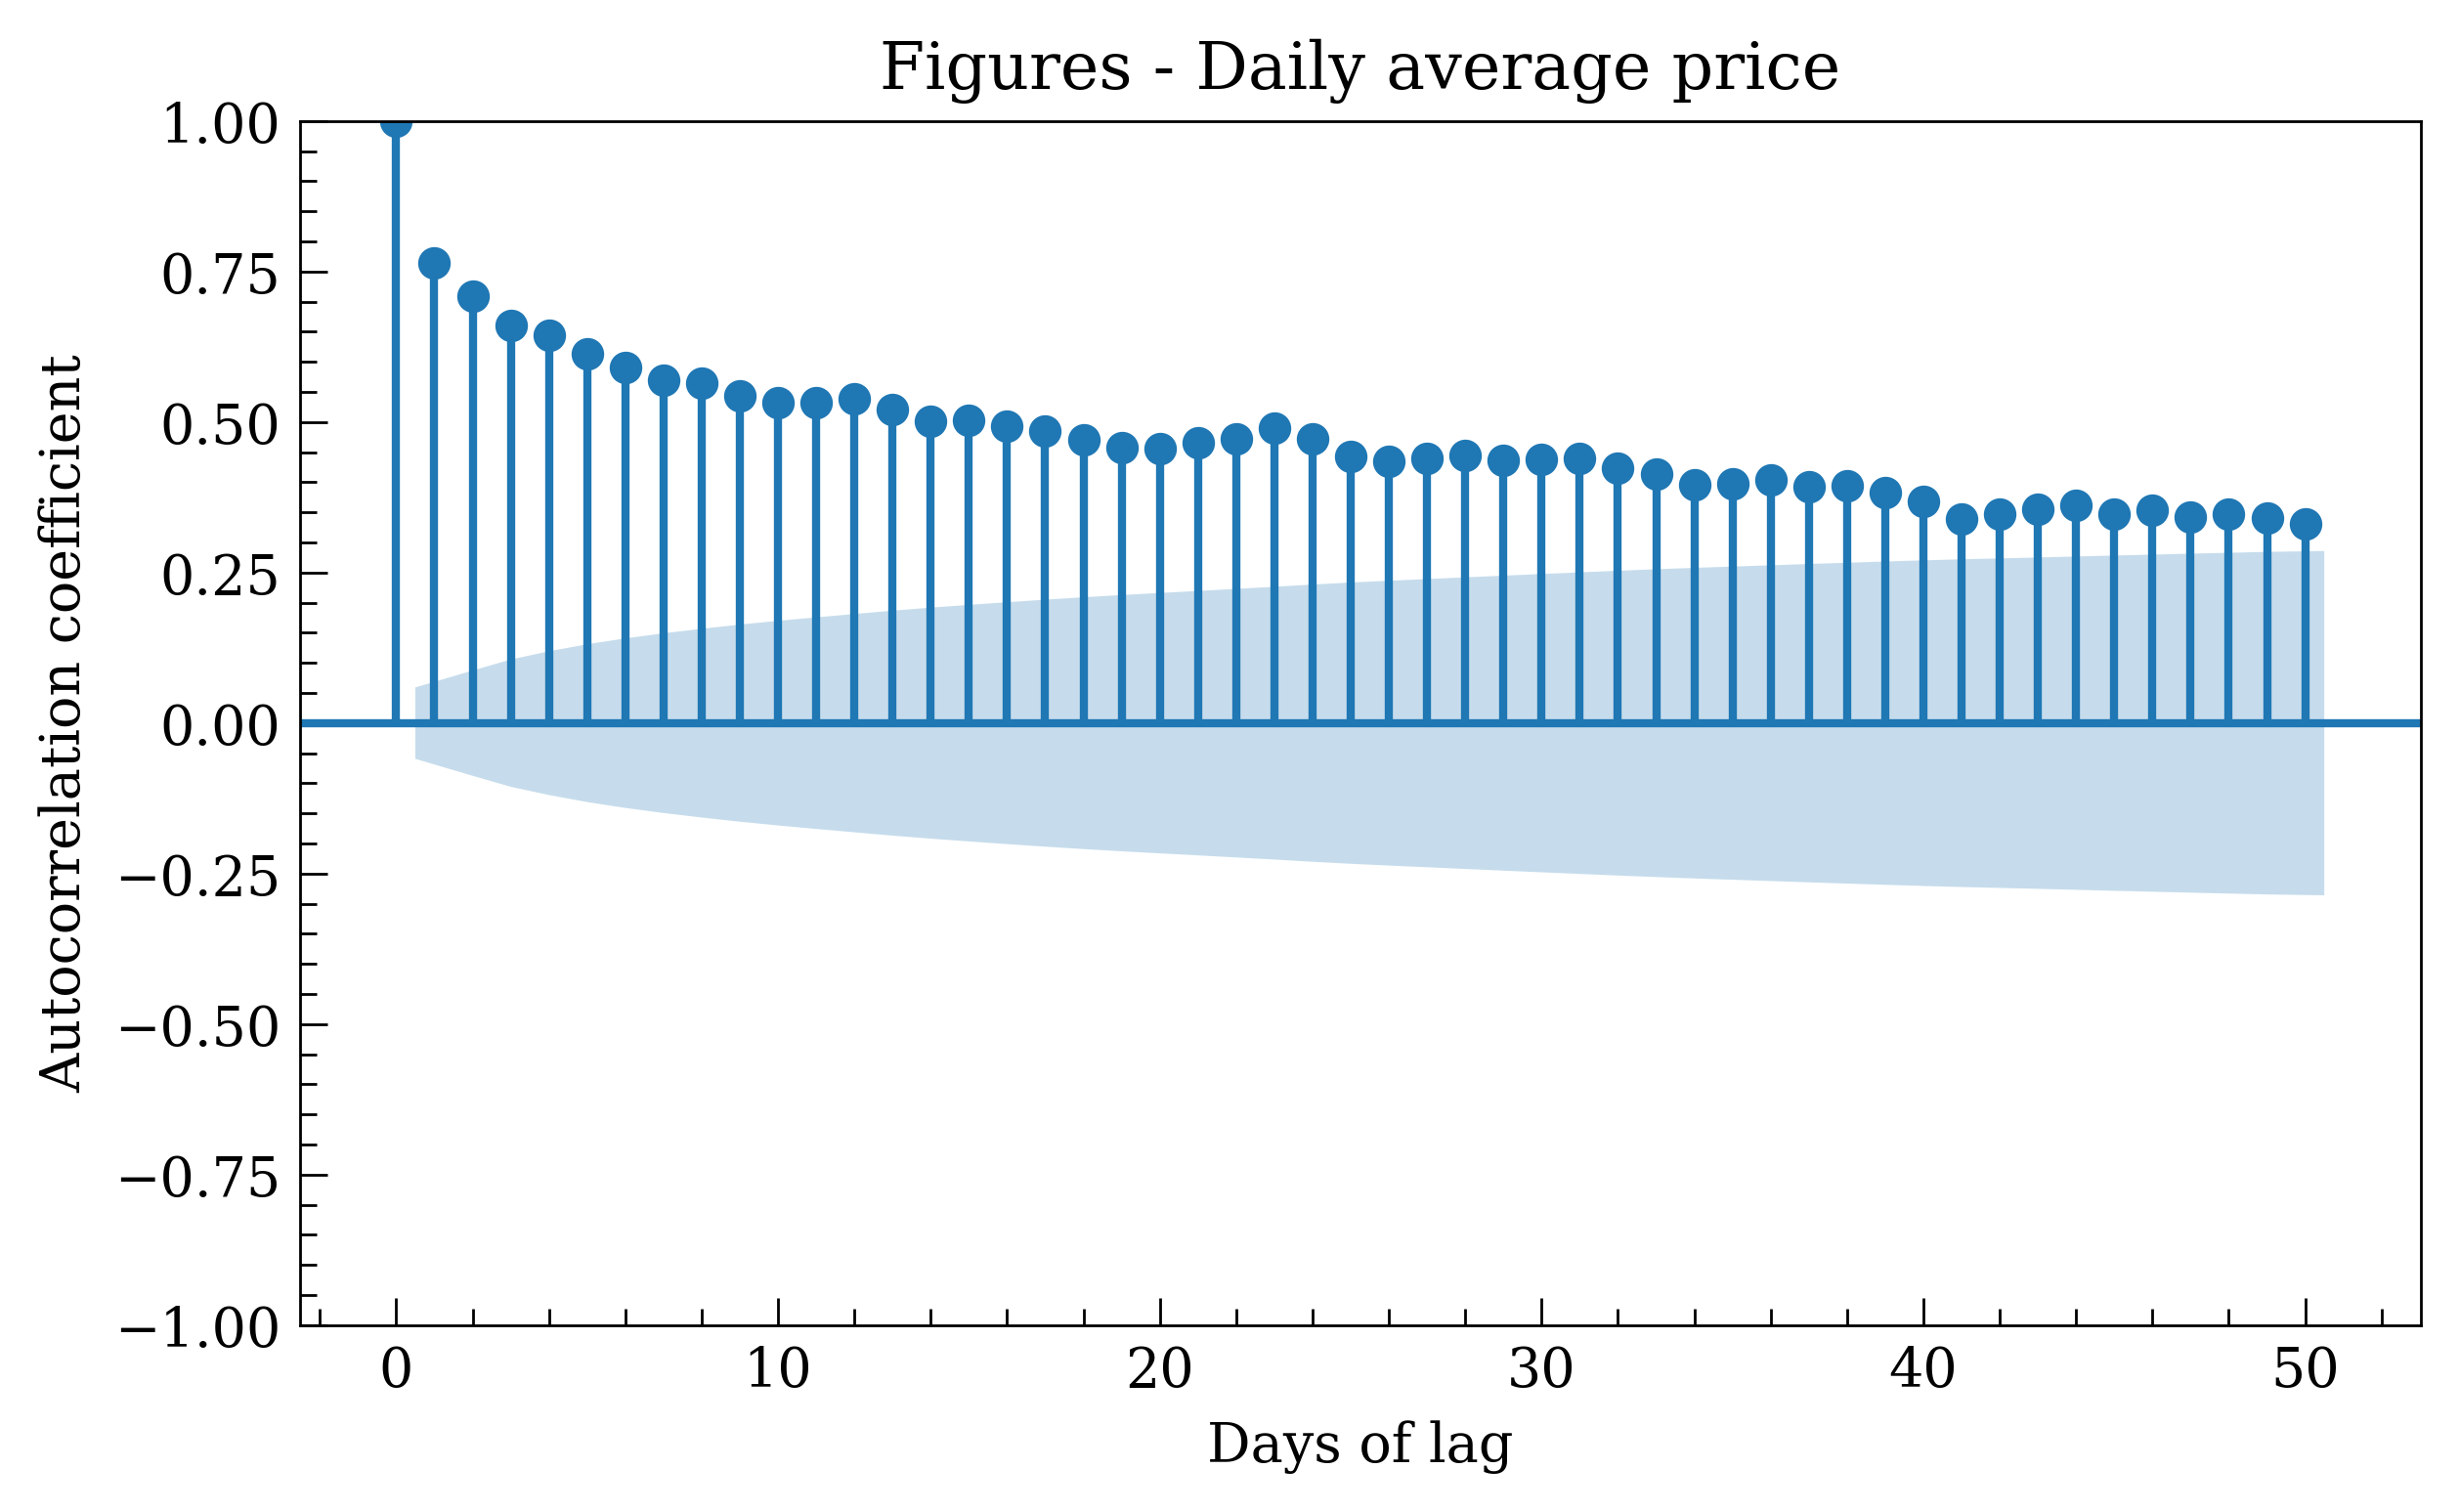 Figures - Daily average price
Autocorrelation coefficient
1.00
0.75
0.50
0.25
0.00
−0.25
−0.50
−0.75
−1.00
0 10 20 30 40 50
Days of lag